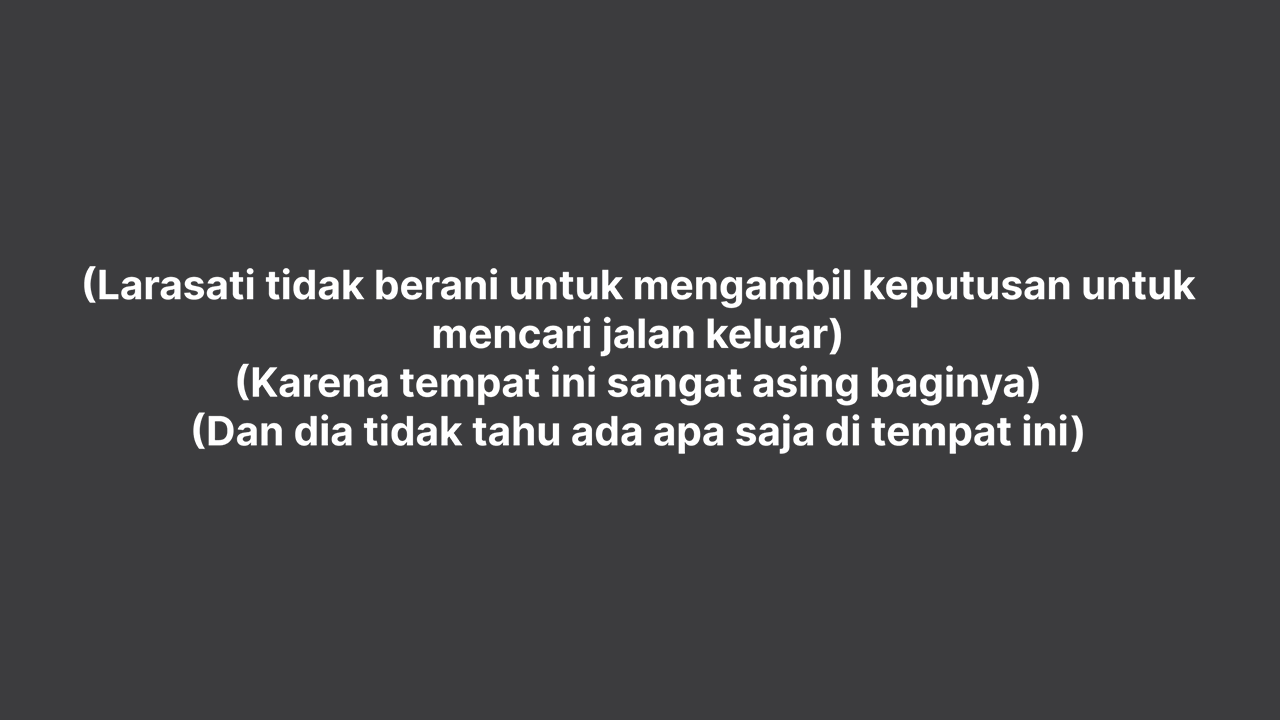 (Larasati tidak berani untuk mengambil keputusan untuk
mencari jalan keluar)
(Karena tempat ini sangat asing baginya)
(Dan dia tidak tahu ada apa saja di tempat ini)